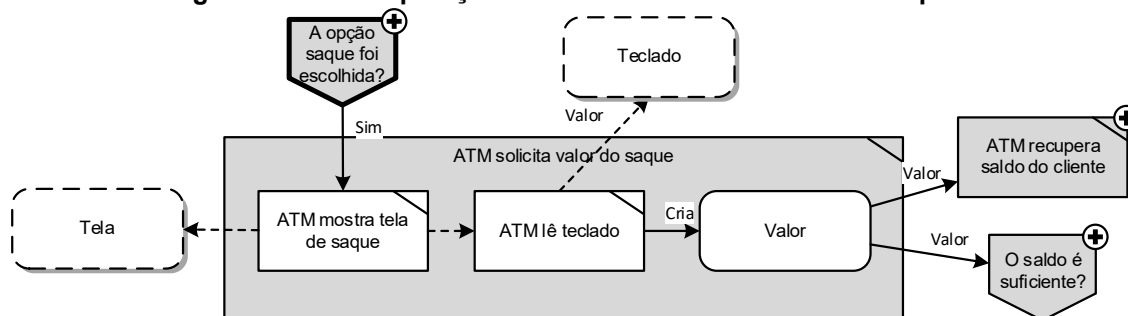 A opção
saque foi
escolhida?
Teclado
Valor
Sim
ATM solicita valor do saque
ATM recupera
saldo do cliente
Valor
Tela
ATM mostra tela
de saque
ATM lê teclado
Cria
Valor
Valor
O saldo é
suficiente?